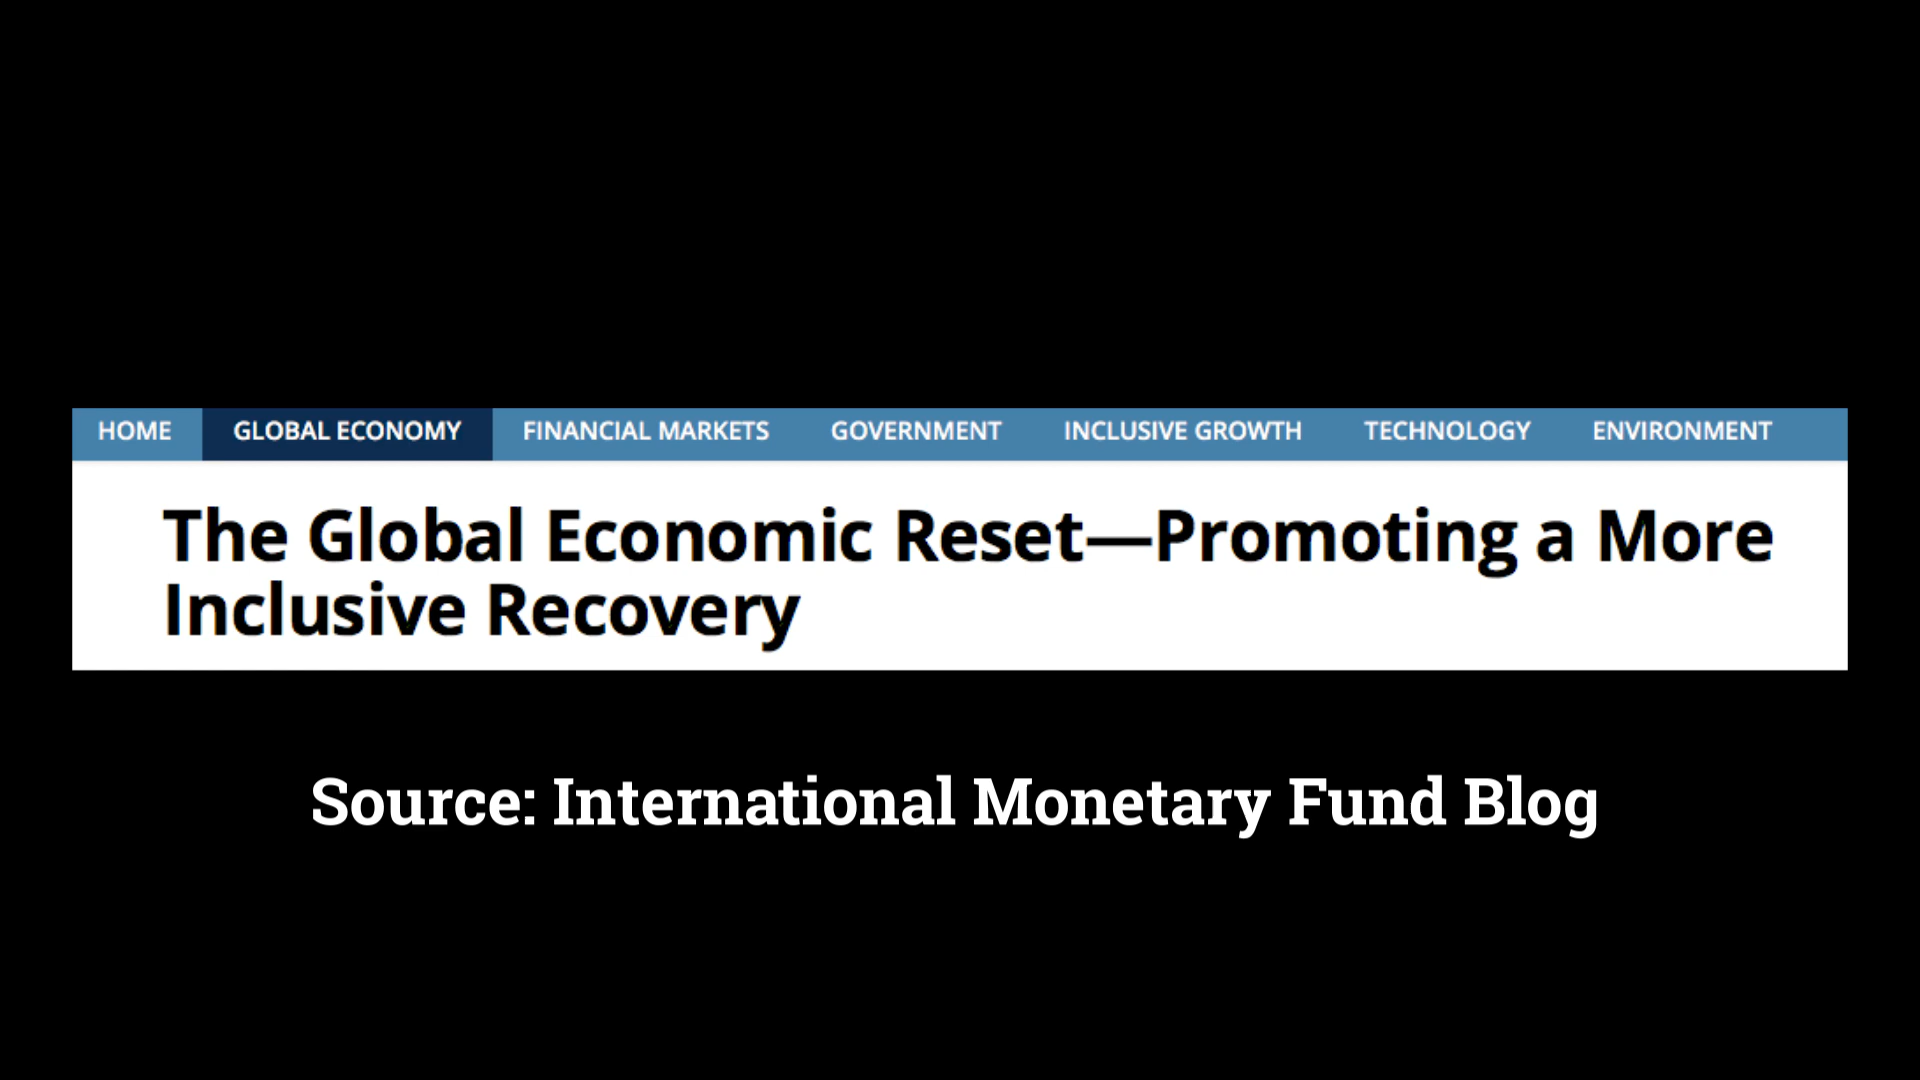 HOME GLOBAL ECONOMY FINANCIAL MARKETS GOVERNMENT INCLUSIVE GROWTH TECHNOLOGY ENVIRONMENT
The Global Economic Reset—Promoting a More
Inclusive Recovery
Source: International Monetary Fund Blog